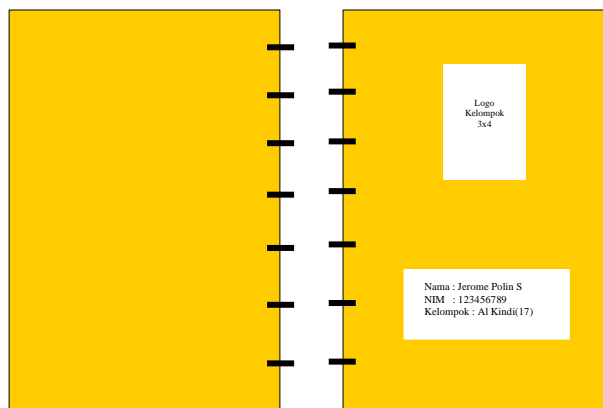 Logo
Kelompok
3x4
Nama : Jerome Polin S
NIM : 123456789
Kelompok : Al Kindi(17)